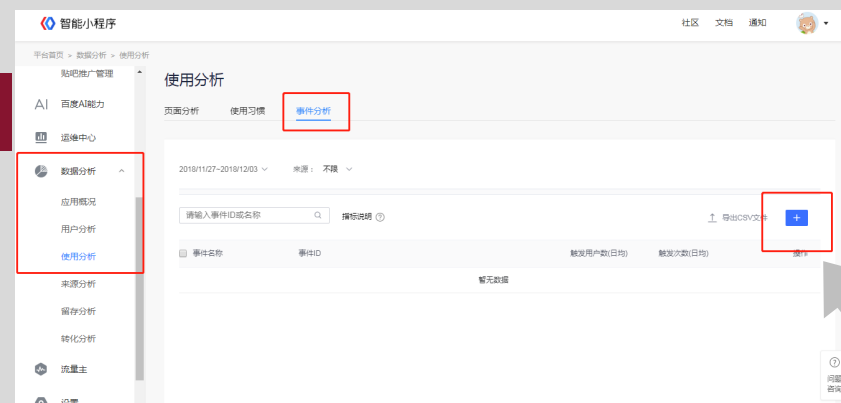 智能小程序
社区 文档 通知
平台首页 > 数据分析 > 使用分析
贴吧推广管理
AI 百度AI能力
运维中心
数据分析
应用概况
用户分析
使用分析
来源分析
留存分析
转化分析
流量主
设置
使用分析
页面分析 使用习惯 事件分析
2018/11/27~2018/12/03 来源： 不限
请输入事件ID或名称 指标说明 ?
导出CSV文件 +
事件名称 事件ID 触发用户数(日均) 触发次数(日均) 操作
暂无数据
?
问题
咨询